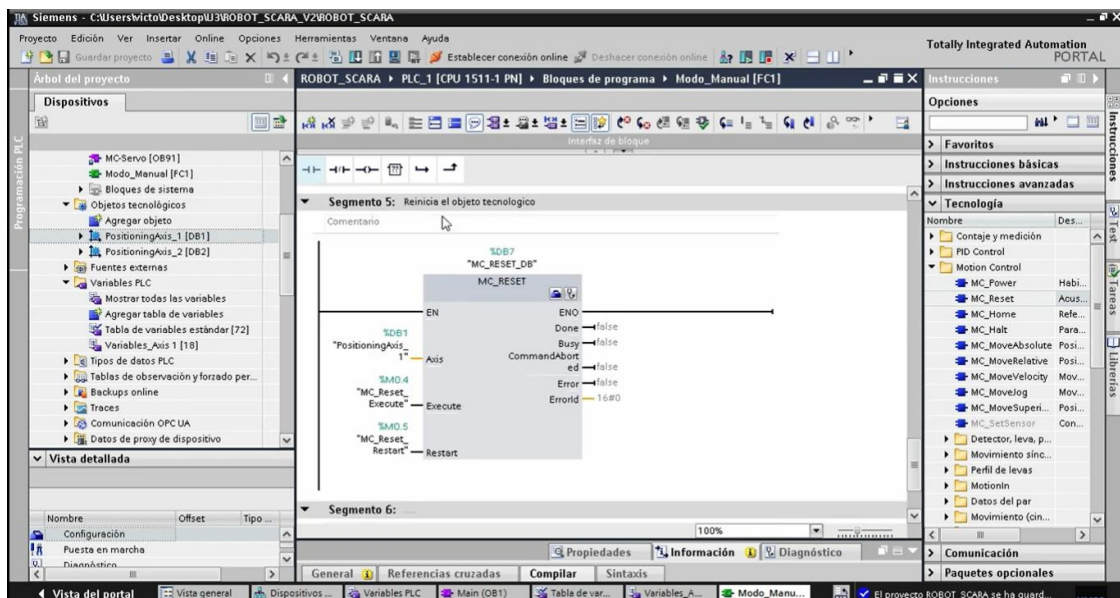 Siemens - C:\Users\victo\Desktop\U3\ROBOT_SCARA_V2\ROBOT_SCARA
Proyecto Edición Ver Insertar Online Opciones Herramientas Ventana Ayuda
Guardar proyecto
Establecer conexión online
Deshacer conexión online
Totally Integrated Automation
PORTAL
Árbol del proyecto
Dispositivos
Programación PLC
MC-Servo [OB91]
Modo_Manual [FC1]
Bloques de sistema
Objetos tecnológicos
Agregar objeto
PositioningAxis_1 [DB1]
PositioningAxis_2 [DB2]
Fuentes externas
Variables PLC
Mostrar todas las variables
Agregar tabla de variables
Tabla de variables estándar [72]
Variables_Axis 1 [18]
Tipos de datos PLC
Tablas de observación y forzado per...
Backups online
Traces
Comunicación OPC UA
Datos de proxy de dispositivo
Vista detallada
Nombre Offset Tipo ...
Configuración
Puesta en marcha
Diagnóstico
ROBOT_SCARA PLC_1 [CPU 1511-1 PN] Bloques de programa Modo_Manual [FC1]
Interfaz de bloque
Segmento 5: Reinicia el objeto tecnologico
Comentario
%DB7
"MC_RESET_DB"
MC_RESET
EN ENO
Done false
Busy false
CommandAbort
ed false
Error false
ErrorId 16#0
%DB1
"PositioningAxis_
1" Axis
%M0.4
"MC_Reset_
Execute" Execute
%M0.5
"MC_Reset_
Restart" Restart
Segmento 6:
100%
Propiedades Información Diagnóstico
General Referencias cruzadas Compilar Sintaxis
Instrucciones
Opciones
Favoritos
Instrucciones básicas
Instrucciones avanzadas
Tecnología
Nombre Des...
Contaje y medición
PID Control
Motion Control
MC_Power Habi...
MC_Reset Acus...
MC_Home Refe...
MC_Halt Para...
MC_MoveAbsolute Posi...
MC_MoveRelative Posi...
MC_MoveVelocity Mov...
MC_MoveJog Mov...
MC_MoveSuperi... Posi...
MC_SetSensor Con...
Detector, leva, p...
Movimiento sínc...
Perfil de levas
MotionIn
Datos del par
Movimiento (cin...
Comunicación
Paquetes opcionales
Instrucciones
Test
Tareas
Librerías
Vista del portal
Vista general
Dispositivos ...
Variables PLC
Main (OB1)
Tabla de var...
Variables_A...
Modo_Manu...
El proyecto ROBOT_SCARA se ha guard...